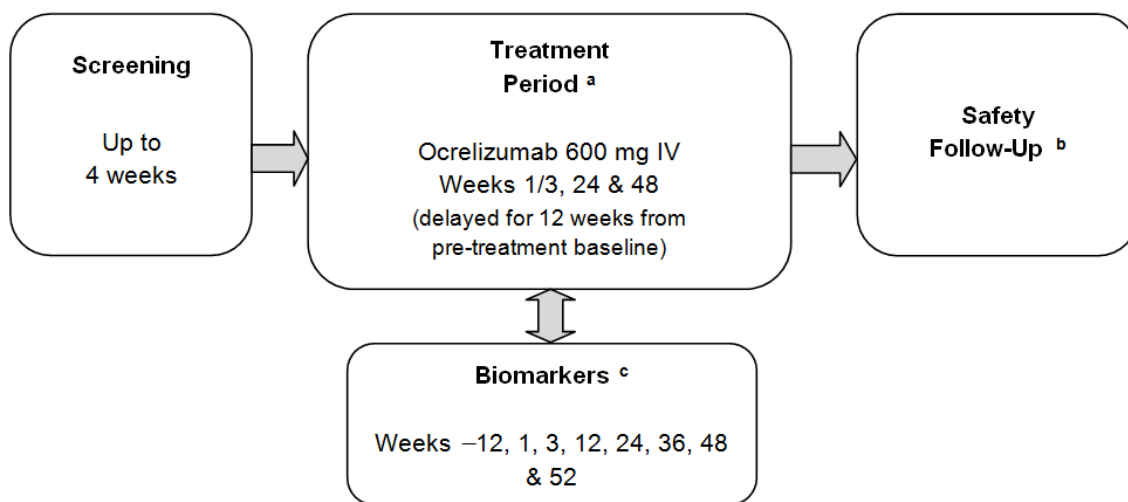 Screening
Up to
4 weeks
Treatment
Period a
Ocrelizumab 600 mg IV
Weeks 1/3, 24 & 48
(delayed for 12 weeks from
pre-treatment baseline)
Safety
Follow-Up b
Biomarkers c
Weeks –12, 1, 3, 12, 24, 36, 48
& 52